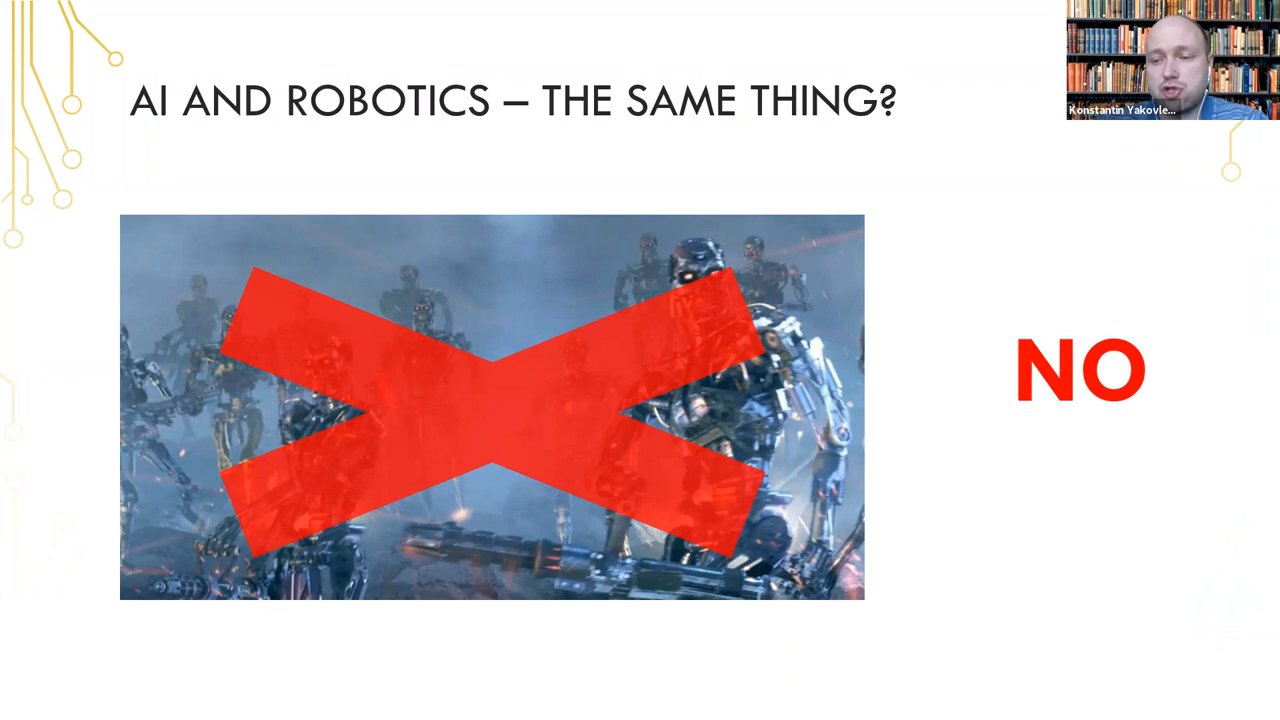 AI AND ROBOTICS – THE SAME THING?
Konstantin Yakovle...
NO